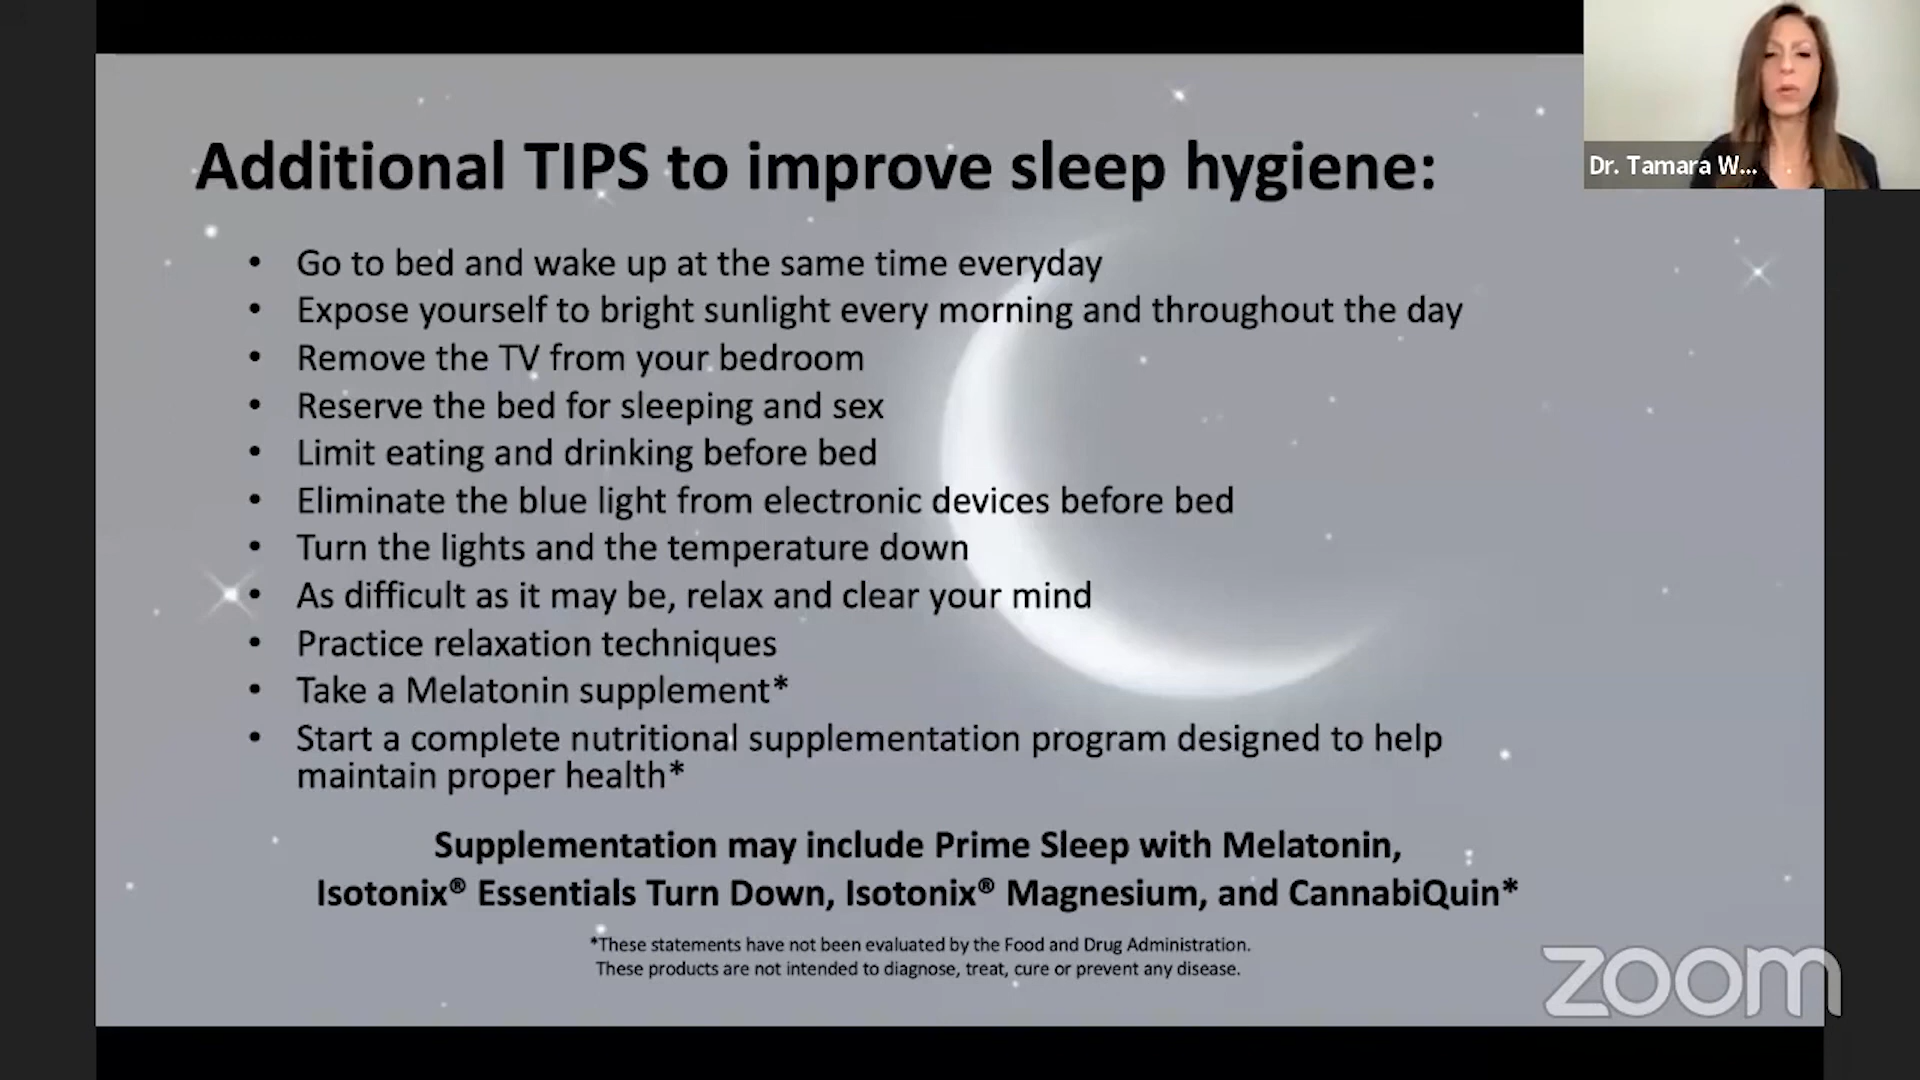 Dr. Tamara W...
Additional TIPS to improve sleep hygiene:
• Go to bed and wake up at the same time everyday
• Expose yourself to bright sunlight every morning and throughout the day
• Remove the TV from your bedroom
• Reserve the bed for sleeping and sex
• Limit eating and drinking before bed
• Eliminate the blue light from electronic devices before bed
• Turn the lights and the temperature down
• As difficult as it may be, relax and clear your mind
• Practice relaxation techniques
• Take a Melatonin supplement*
• Start a complete nutritional supplementation program designed to help
maintain proper health*
Supplementation may include Prime Sleep with Melatonin,
Isotonix® Essentials Turn Down, Isotonix® Magnesium, and CannabiQuin*
*These statements have not been evaluated by the Food and Drug Administration.
These products are not intended to diagnose, treat, cure or prevent any disease.
zoom